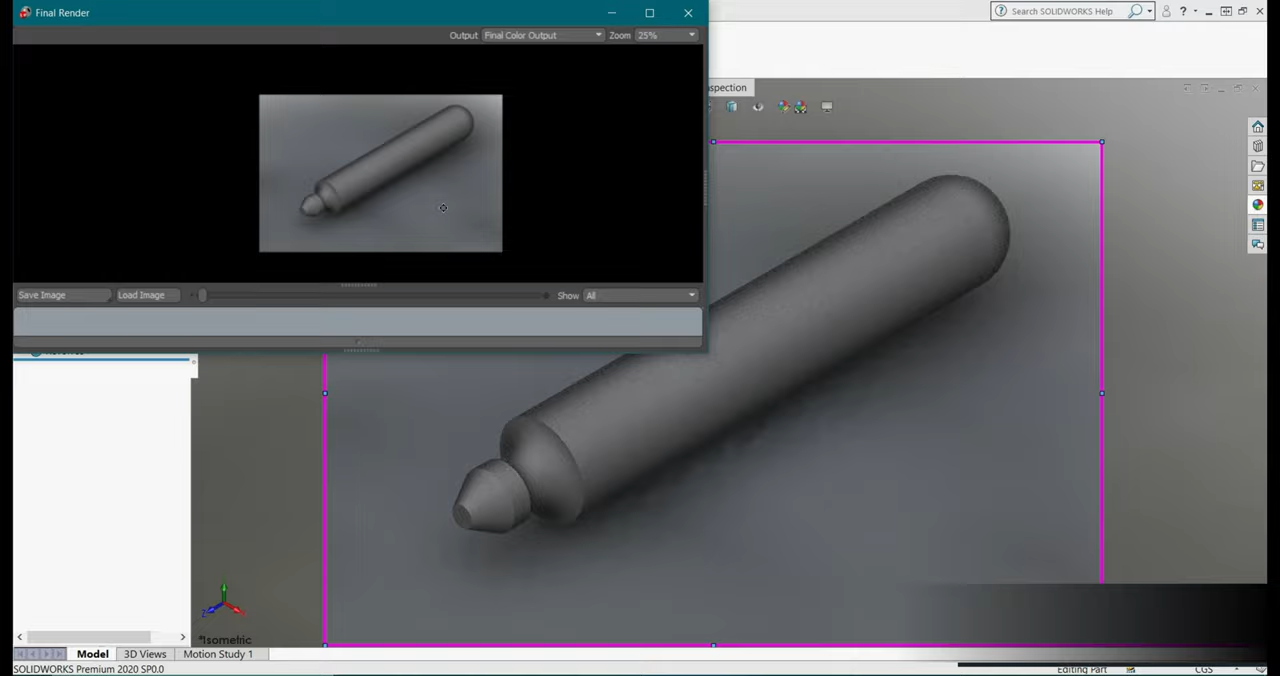 Final Render
Search SOLIDWORKS Help
Output Final Color Output Zoom 25%
Save Image Load Image Show All
*Isometric
Model 3D Views Motion Study 1
SOLIDWORKS Premium 2020 SP0.0 Editing Part CGS